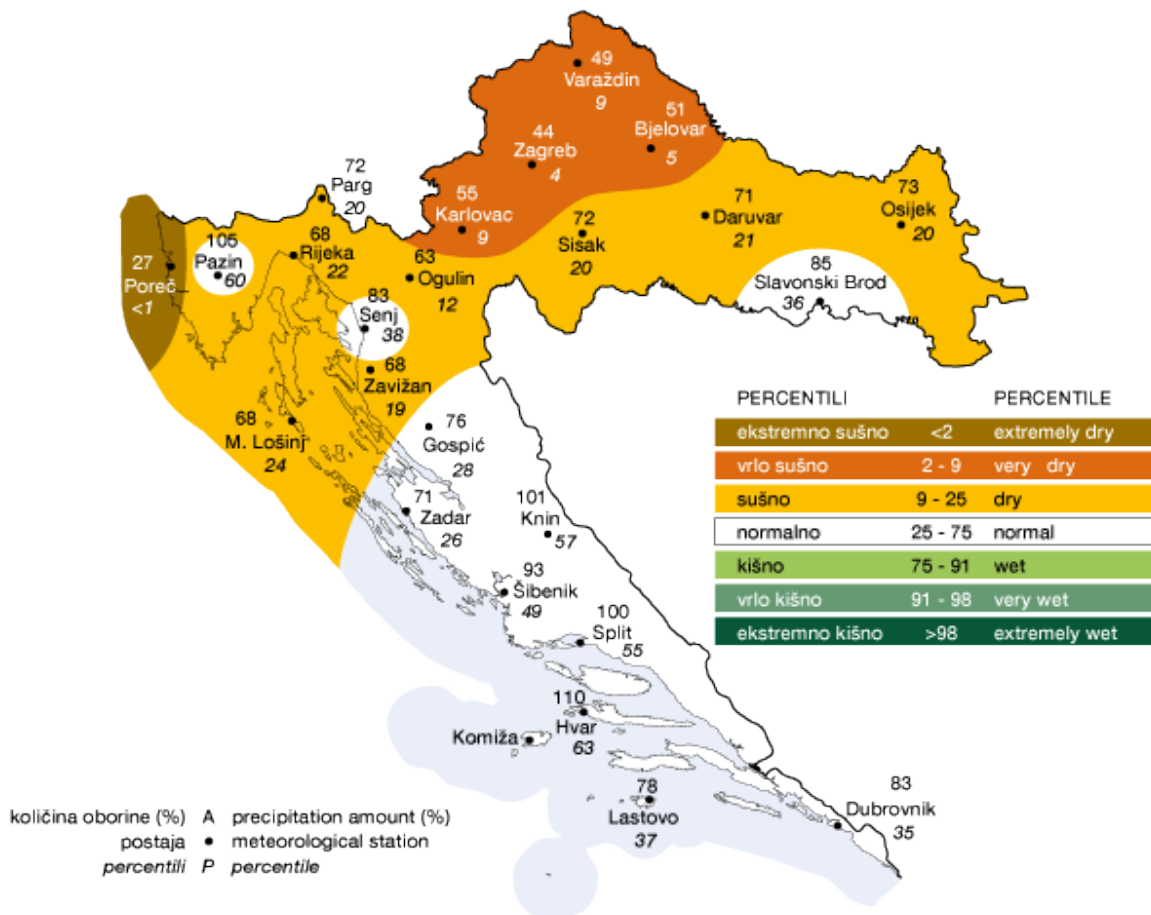 49
Varaždin
9
51
Bjelovar
5
44
Zagreb
4
55
Karlovac
9
72
Parg
20
71
Daruvar
21
73
Osijek
20
72
Sisak
20
105
Pazin
60
68
Rijeka
22
63
Ogulin
12
27
Poreč
<1
85
Slavonski Brod
36
83
Senj
38
68
Zavižan
19
68
M. Lošinj
24
76
Gospić
28
71
Zadar
26
101
Knin
57
93
Šibenik
49
100
Split
55
110
Hvar
63
Komiža
78
Lastovo
37
83
Dubrovnik
35
PERCENTILI PERCENTILE
ekstremno sušno <2 extremely dry
vrlo sušno 2 - 9 very dry
sušno 9 - 25 dry
normalno 25 - 75 normal
kišno 75 - 91 wet
vrlo kišno 91 - 98 very wet
ekstremno kišno >98 extremely wet
količina oborine (%) A precipitation amount (%)
postaja ● meteorological station
percentili P percentile